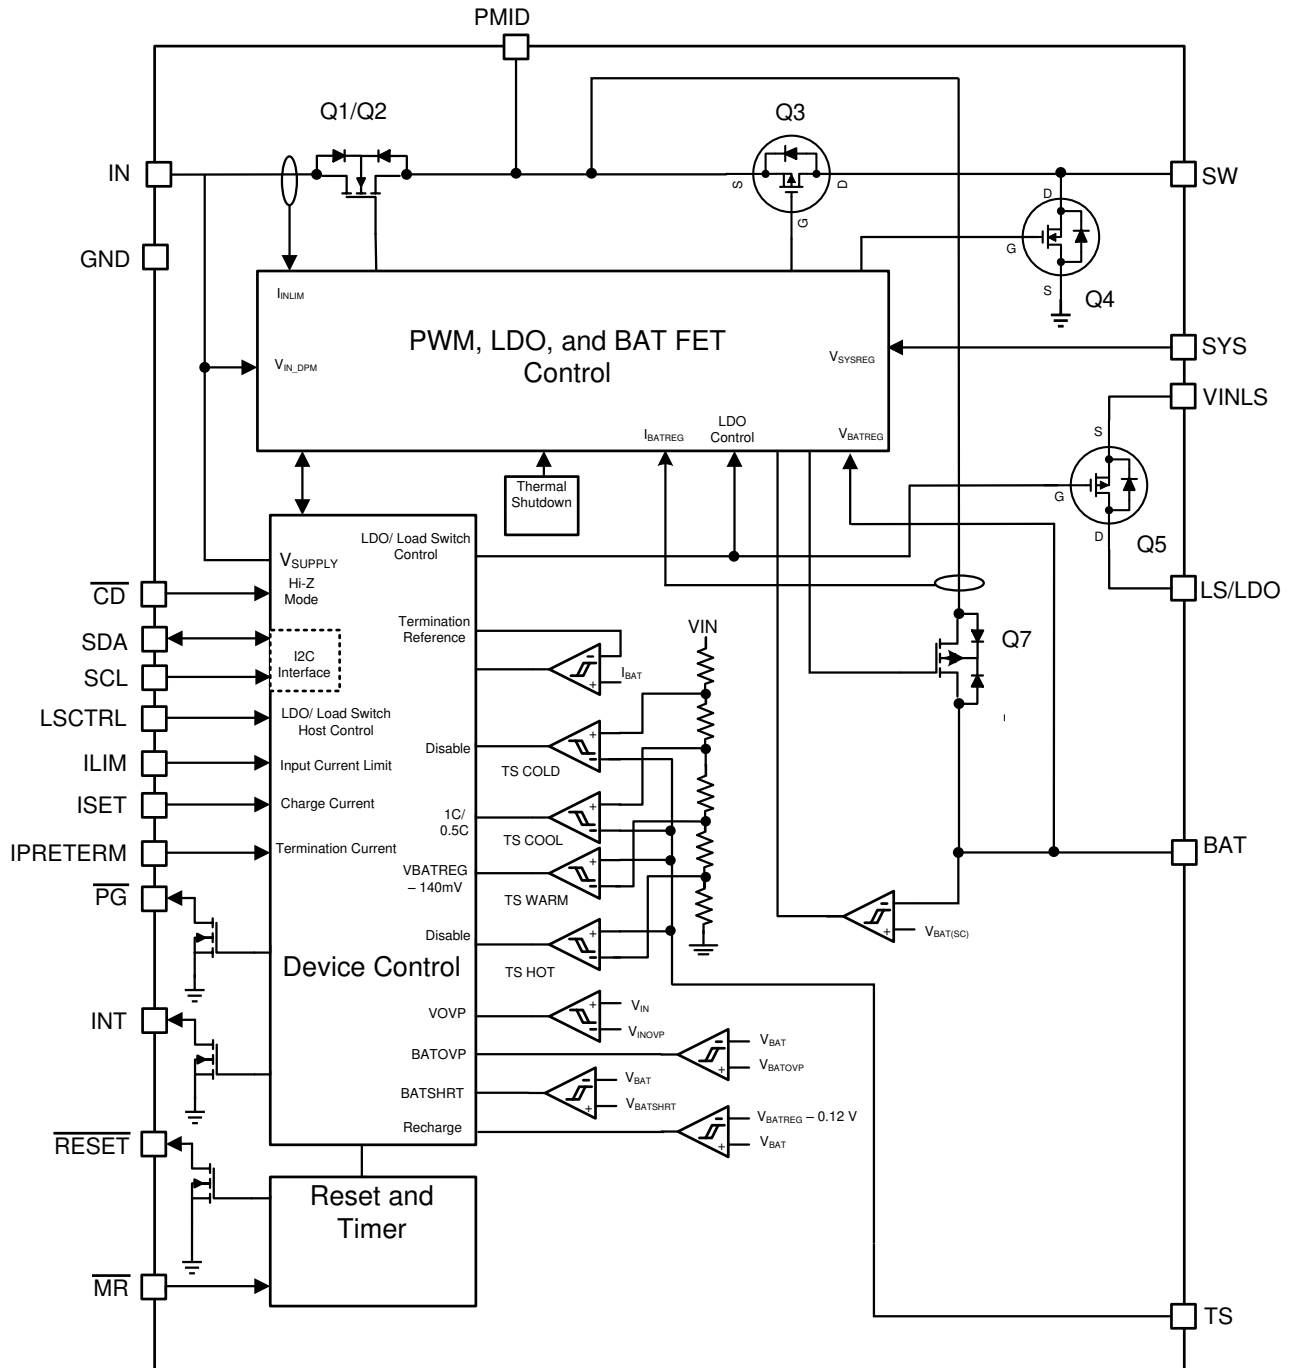 PMID
Q1/Q2
Q3
IN
S
D
G
SW
D
G
S
Q4
GND
I_INLIM
PWM, LDO, and BAT FET
Control
V_IN_DPM
V_SYSREG
SYS
VINLS
I_BATREG
LDO
Control
V_BATREG
S
G
D
Q5
Thermal
Shutdown
LDO/ Load Switch
Control
V_SUPPLY
Hi-Z
Mode
CD
LS/LDO
SDA
I2C
Interface
SCL
Termination
Reference
-
+
I_BAT
VIN
Q7
LSCTRL
LDO/ Load Switch
Host Control
ILIM
Input Current Limit
Disable
+
-
TS COLD
ISET
Charge Current
1C/
0.5C
+
-
TS COOL
IPRETERM
Termination Current
VBATREG
– 140mV
+
-
TS WARM
BAT
PG
Disable
+
-
TS HOT
-
+
V_BAT(SC)
Device Control
INT
VOVP
+
-
V_IN
V_INOVP
BATOVP
-
+
V_BAT
V_BATOVP
BATSHRT
-
+
V_BAT
V_BATSHRT
Recharge
-
+
V_BATREG – 0.12 V
V_BAT
RESET
Reset and
Timer
MR
TS